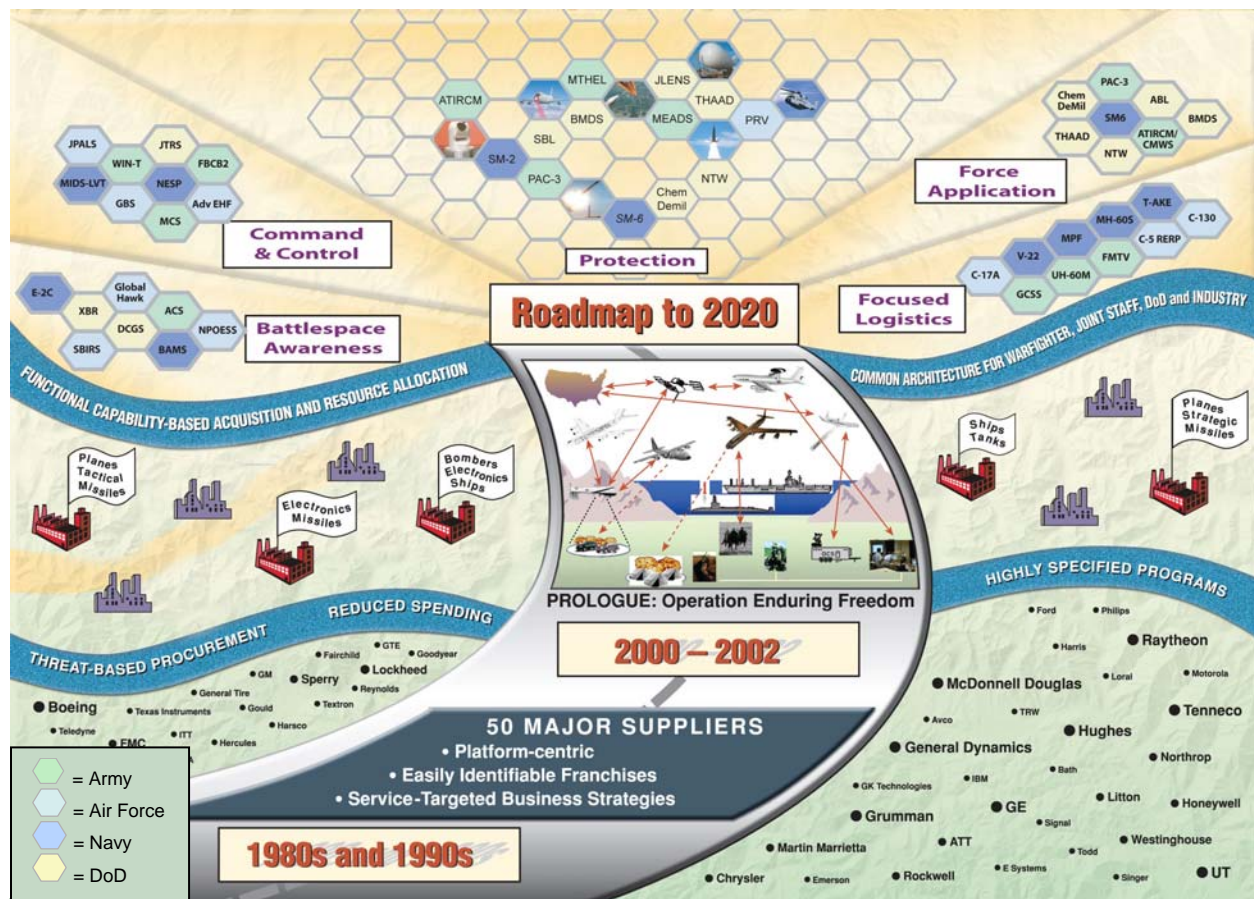 MTHEL
JLENS
ATIRCM
THAAD
BMDS
MEADS
PRV
SBL
SM-2
PAC-3
NTW
Chem
Demil
SM-6
Protection
JPALS
JTRS
WIN-T
FBCB2
MIDS-LVT
NESP
GBS
Adv EHF
MCS
Command
& Control
PAC-3
Chem
DeMil
ABL
SM6
BMDS
THAAD
ATIRCM/
CMWS
NTW
Force
Application
T-AKE
MH-60S
C-130
MPF
C-5 RERP
V-22
FMTV
C-17A
UH-60M
GCSS
Focused
Logistics
E-2C
Global
Hawk
XBR
ACS
DCGS
NPOESS
SBIRS
BAMS
Battlespace
Awareness
Roadmap to 2020
FUNCTIONAL CAPABILITY-BASED ACQUISITION AND RESOURCE ALLOCATION
COMMON ARCHITECTURE FOR WARFIGHTER, JOINT STAFF, DoD and INDUSTRY
Planes
Tactical
Missiles
Electronics
Missiles
Bombers
Electronics
Ships
Ships
Tanks
Planes
Strategic
Missiles
DCGS
PROLOGUE: Operation Enduring Freedom
2000 – 2002
THREAT-BASED PROCUREMENT
REDUCED SPENDING
HIGHLY SPECIFIED PROGRAMS
• GTE
• Fairchild
• Goodyear
• GM
• Sperry
• Lockheed
• General Tire
• Reynolds
• Boeing
• Texas Instruments
• Gould
• Textron
• Teledyne
• ITT
• Harsco
• FMC
• Hercules
• Ford
• Philips
• Harris
• Raytheon
• McDonnell Douglas
• Loral
• Motorola
• Avco
• TRW
• Tenneco
• Hughes
• General Dynamics
• Northrop
• Bath
• GK Technologies
• IBM
• Litton
• Honeywell
• GE
• Grumman
• Signal
• Martin Marrietta
• ATT
• Todd
• Westinghouse
• Chrysler
• Emerson
• Rockwell
• E Systems
• Singer
• UT
50 MAJOR SUPPLIERS
• Platform-centric
• Easily Identifiable Franchises
• Service-Targeted Business Strategies
1980s and 1990s
= Army
= Air Force
= Navy
= DoD